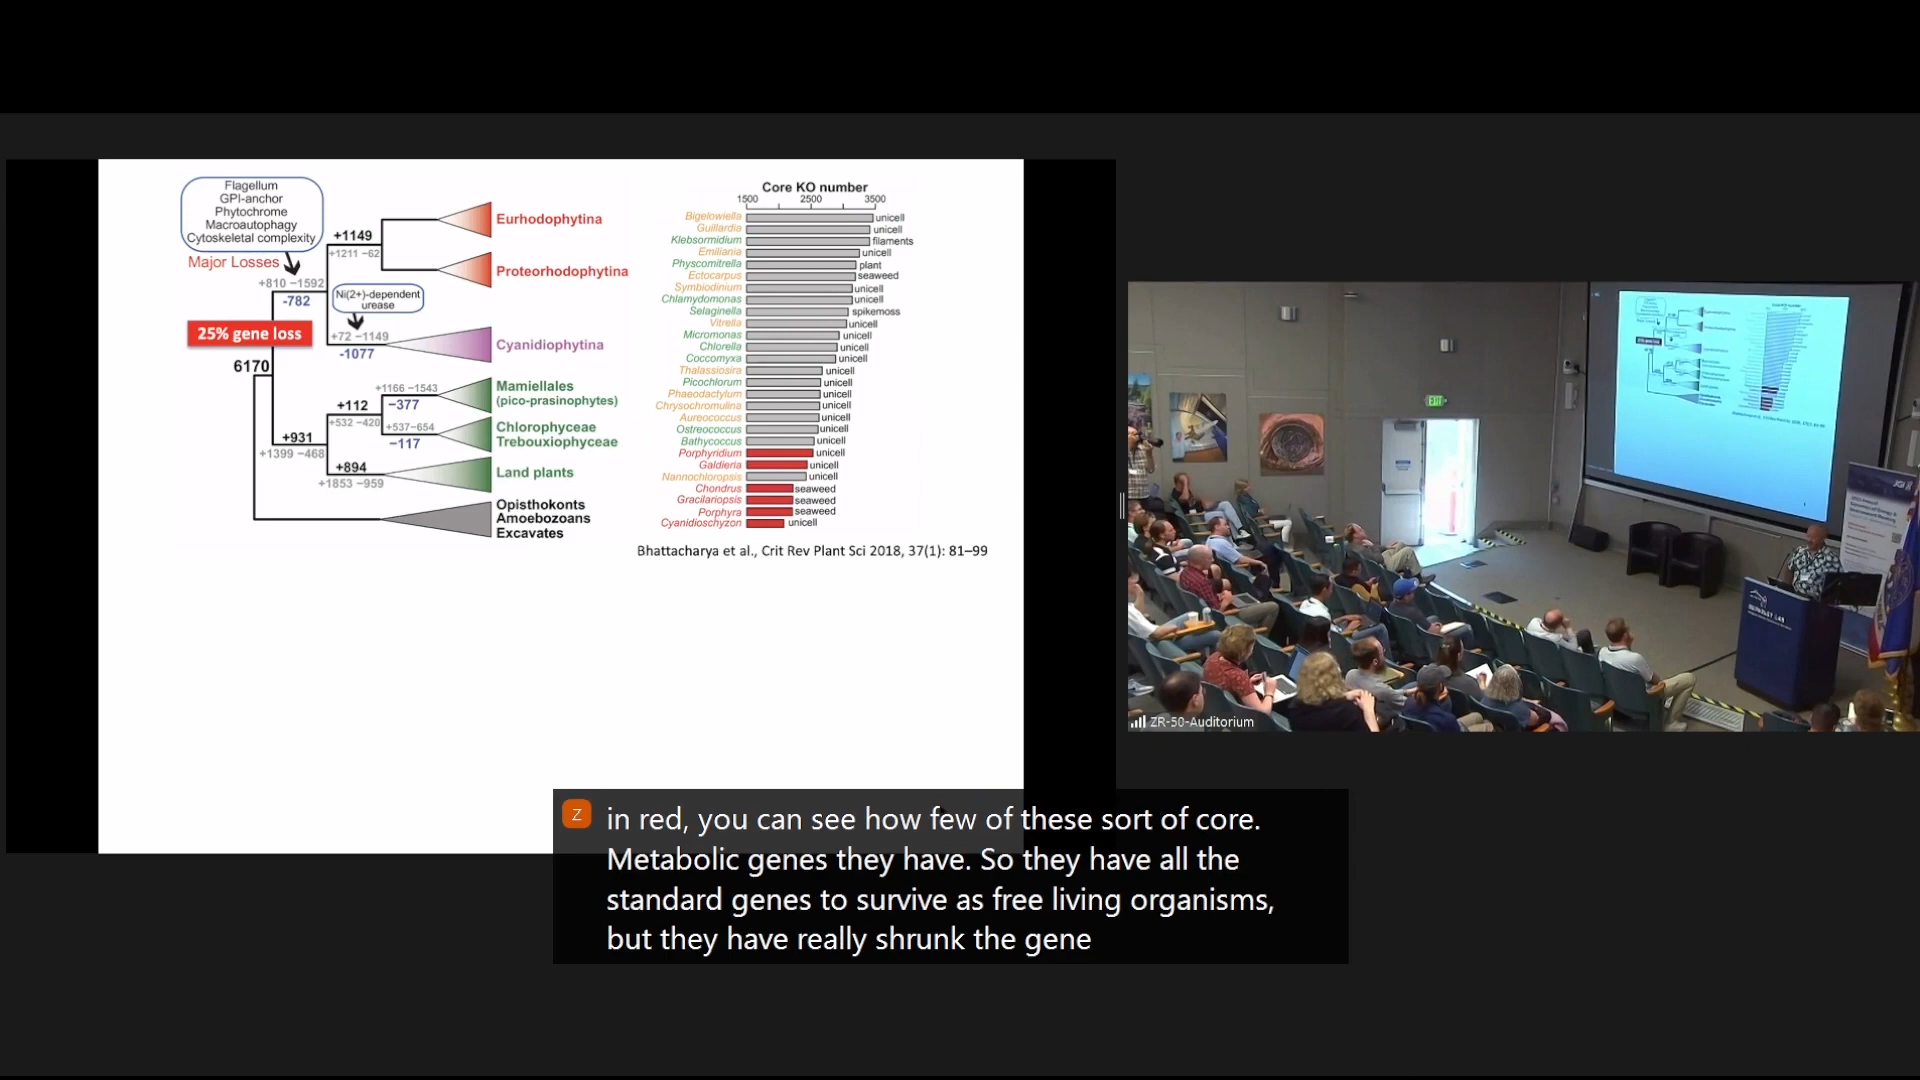 Flagellum
GPI-anchor
Phytochrome
Macroautophagy
Cytoskeletal complexity
Major Losses
+810 −1592
-782
25% gene loss
6170
+1149
+1211 −62
Ni(2+)-dependent
urease
+72 −1149
-1077
+1166 −1543
−377
+112
+532 −420
+537−654
−117
+931
+1399 −468
+894
+1853 −959
Eurhodophytina
Proteorhodophytina
Cyanidiophytina
Mamiellales
(pico-prasinophytes)
Chlorophyceae
Trebouxiophyceae
Land plants
Opisthokonts
Amoebozoans
Excavates
Core KO number
1500 2500 3500
Bigelowiella unicell
Guillardia unicell
Klebsormidium filaments
Emiliania unicell
Physcomitrella plant
Ectocarpus seaweed
Symbiodinium unicell
Chlamydomonas unicell
Selaginella spikemoss
Vitrella unicell
Micromonas unicell
Chlorella unicell
Coccomyxa unicell
Thalassiosira unicell
Picochlorum unicell
Phaeodactylum unicell
Chrysochromulina unicell
Aureococcus unicell
Ostreococcus unicell
Bathycoccus unicell
Porphyridium unicell
Galdieria unicell
Nannochloropsis unicell
Chondrus seaweed
Gracilariopsis seaweed
Porphyra seaweed
Cyanidioschyzon unicell
Bhattacharya et al., Crit Rev Plant Sci 2018, 37(1): 81–99
EXIT
JGI
BERKELEY LAB
ZR-50-Auditorium
Z
in red, you can see how few of these sort of core.
Metabolic genes they have. So they have all the
standard genes to survive as free living organisms,
but they have really shrunk the gene